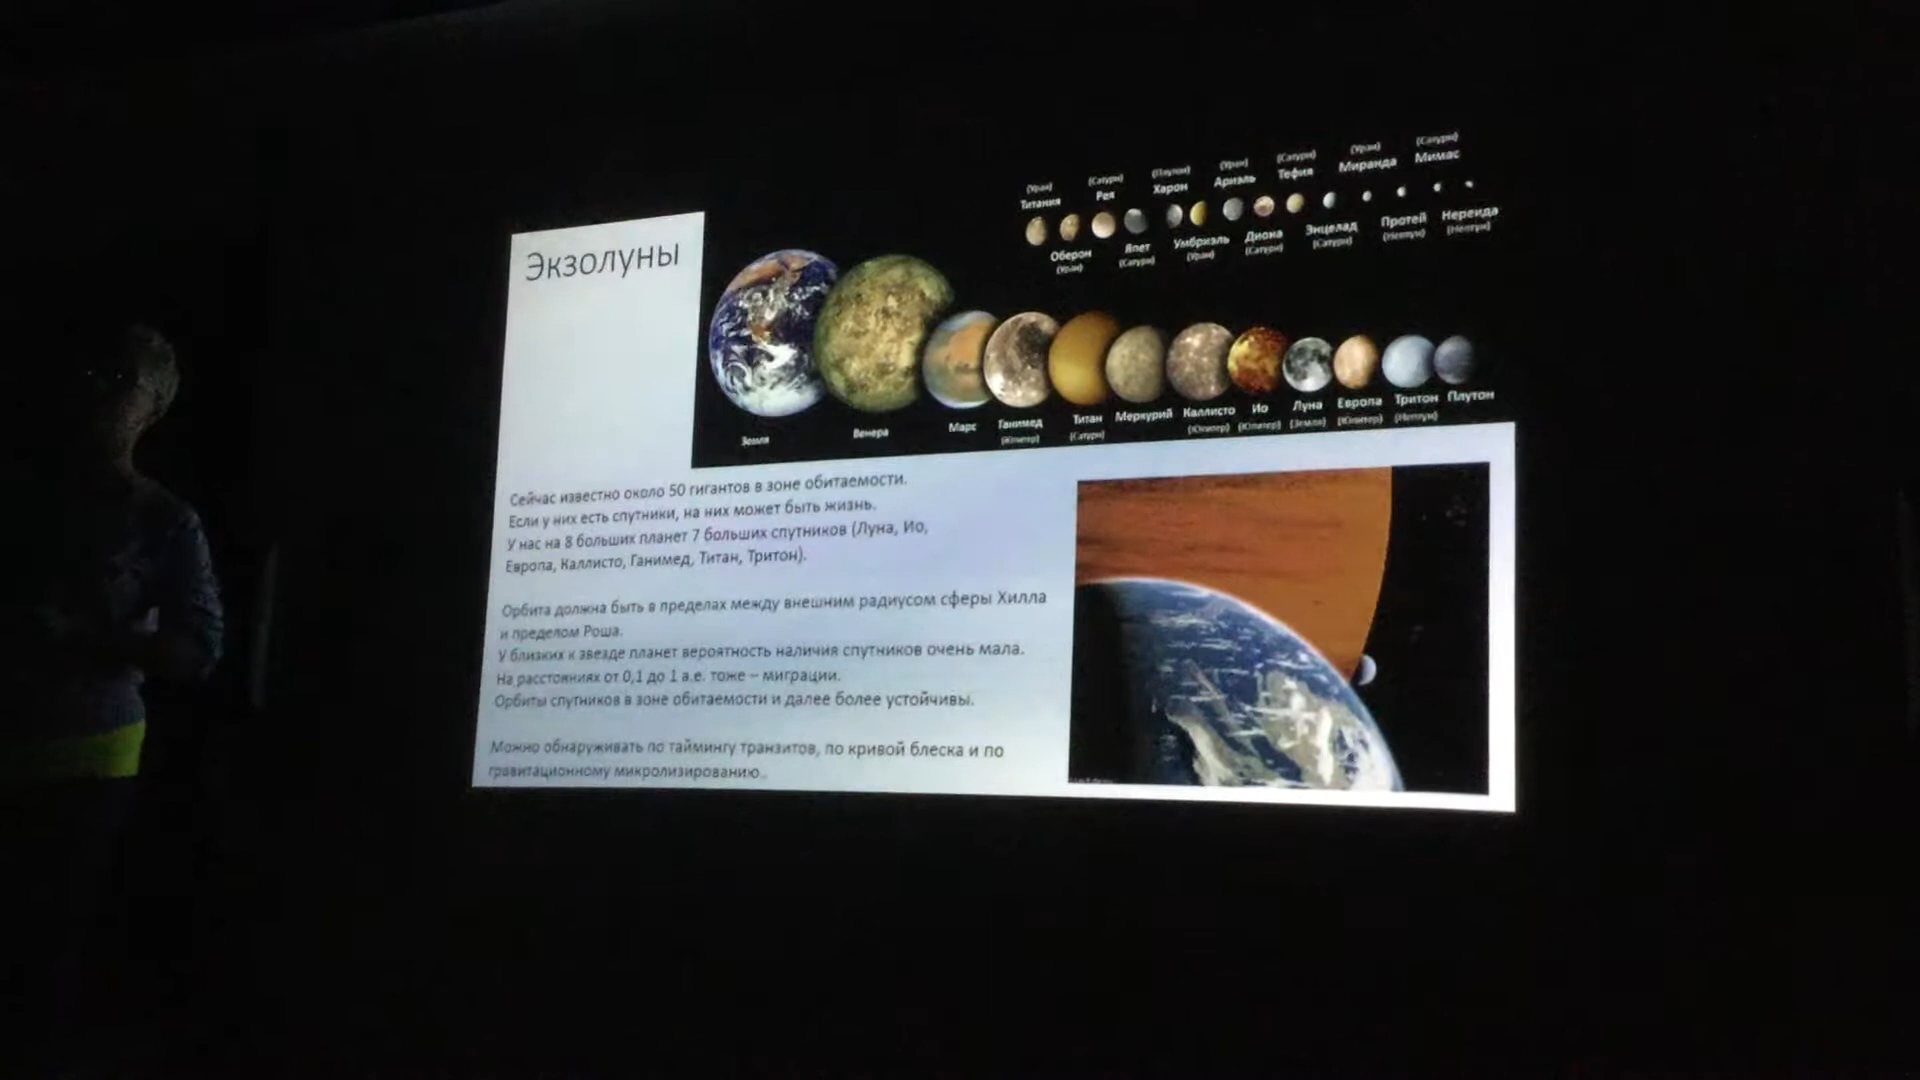 Экзолуны
(Уран) (Сатурн) (Плутон) (Уран) (Сатурн) (Уран) (Сатурн)
Титания Рея Харон Ариэль Тефия Миранда Мимас
Оберон Япет Умбриэль Диона Энцелад Протей Нереида
(Уран) (Сатурн) (Уран) (Сатурн) (Сатурн) (Нептун) (Нептун)
Земля Венера Марс Ганимед Титан Меркурий Каллисто Ио Луна Европа Тритон Плутон
(Юпитер) (Сатурн) (Юпитер) (Юпитер) (Земля) (Юпитер) (Нептун)
Сейчас известно около 50 гигантов в зоне обитаемости.
Если у них есть спутники, на них может быть жизнь.
У нас на 8 больших планет 7 больших спутников (Луна, Ио,
Европа, Каллисто, Ганимед, Титан, Тритон).
Орбита должна быть в пределах между внешним радиусом сферы Хилла
и пределом Роша.
У близких к звезде планет вероятность наличия спутников очень мала.
На расстояниях от 0,1 до 1 а.е. тоже – миграции.
Орбиты спутников в зоне обитаемости и далее более устойчивы.
Можно обнаруживать по таймингу транзитов, по кривой блеска и по
гравитационному микролизированию..